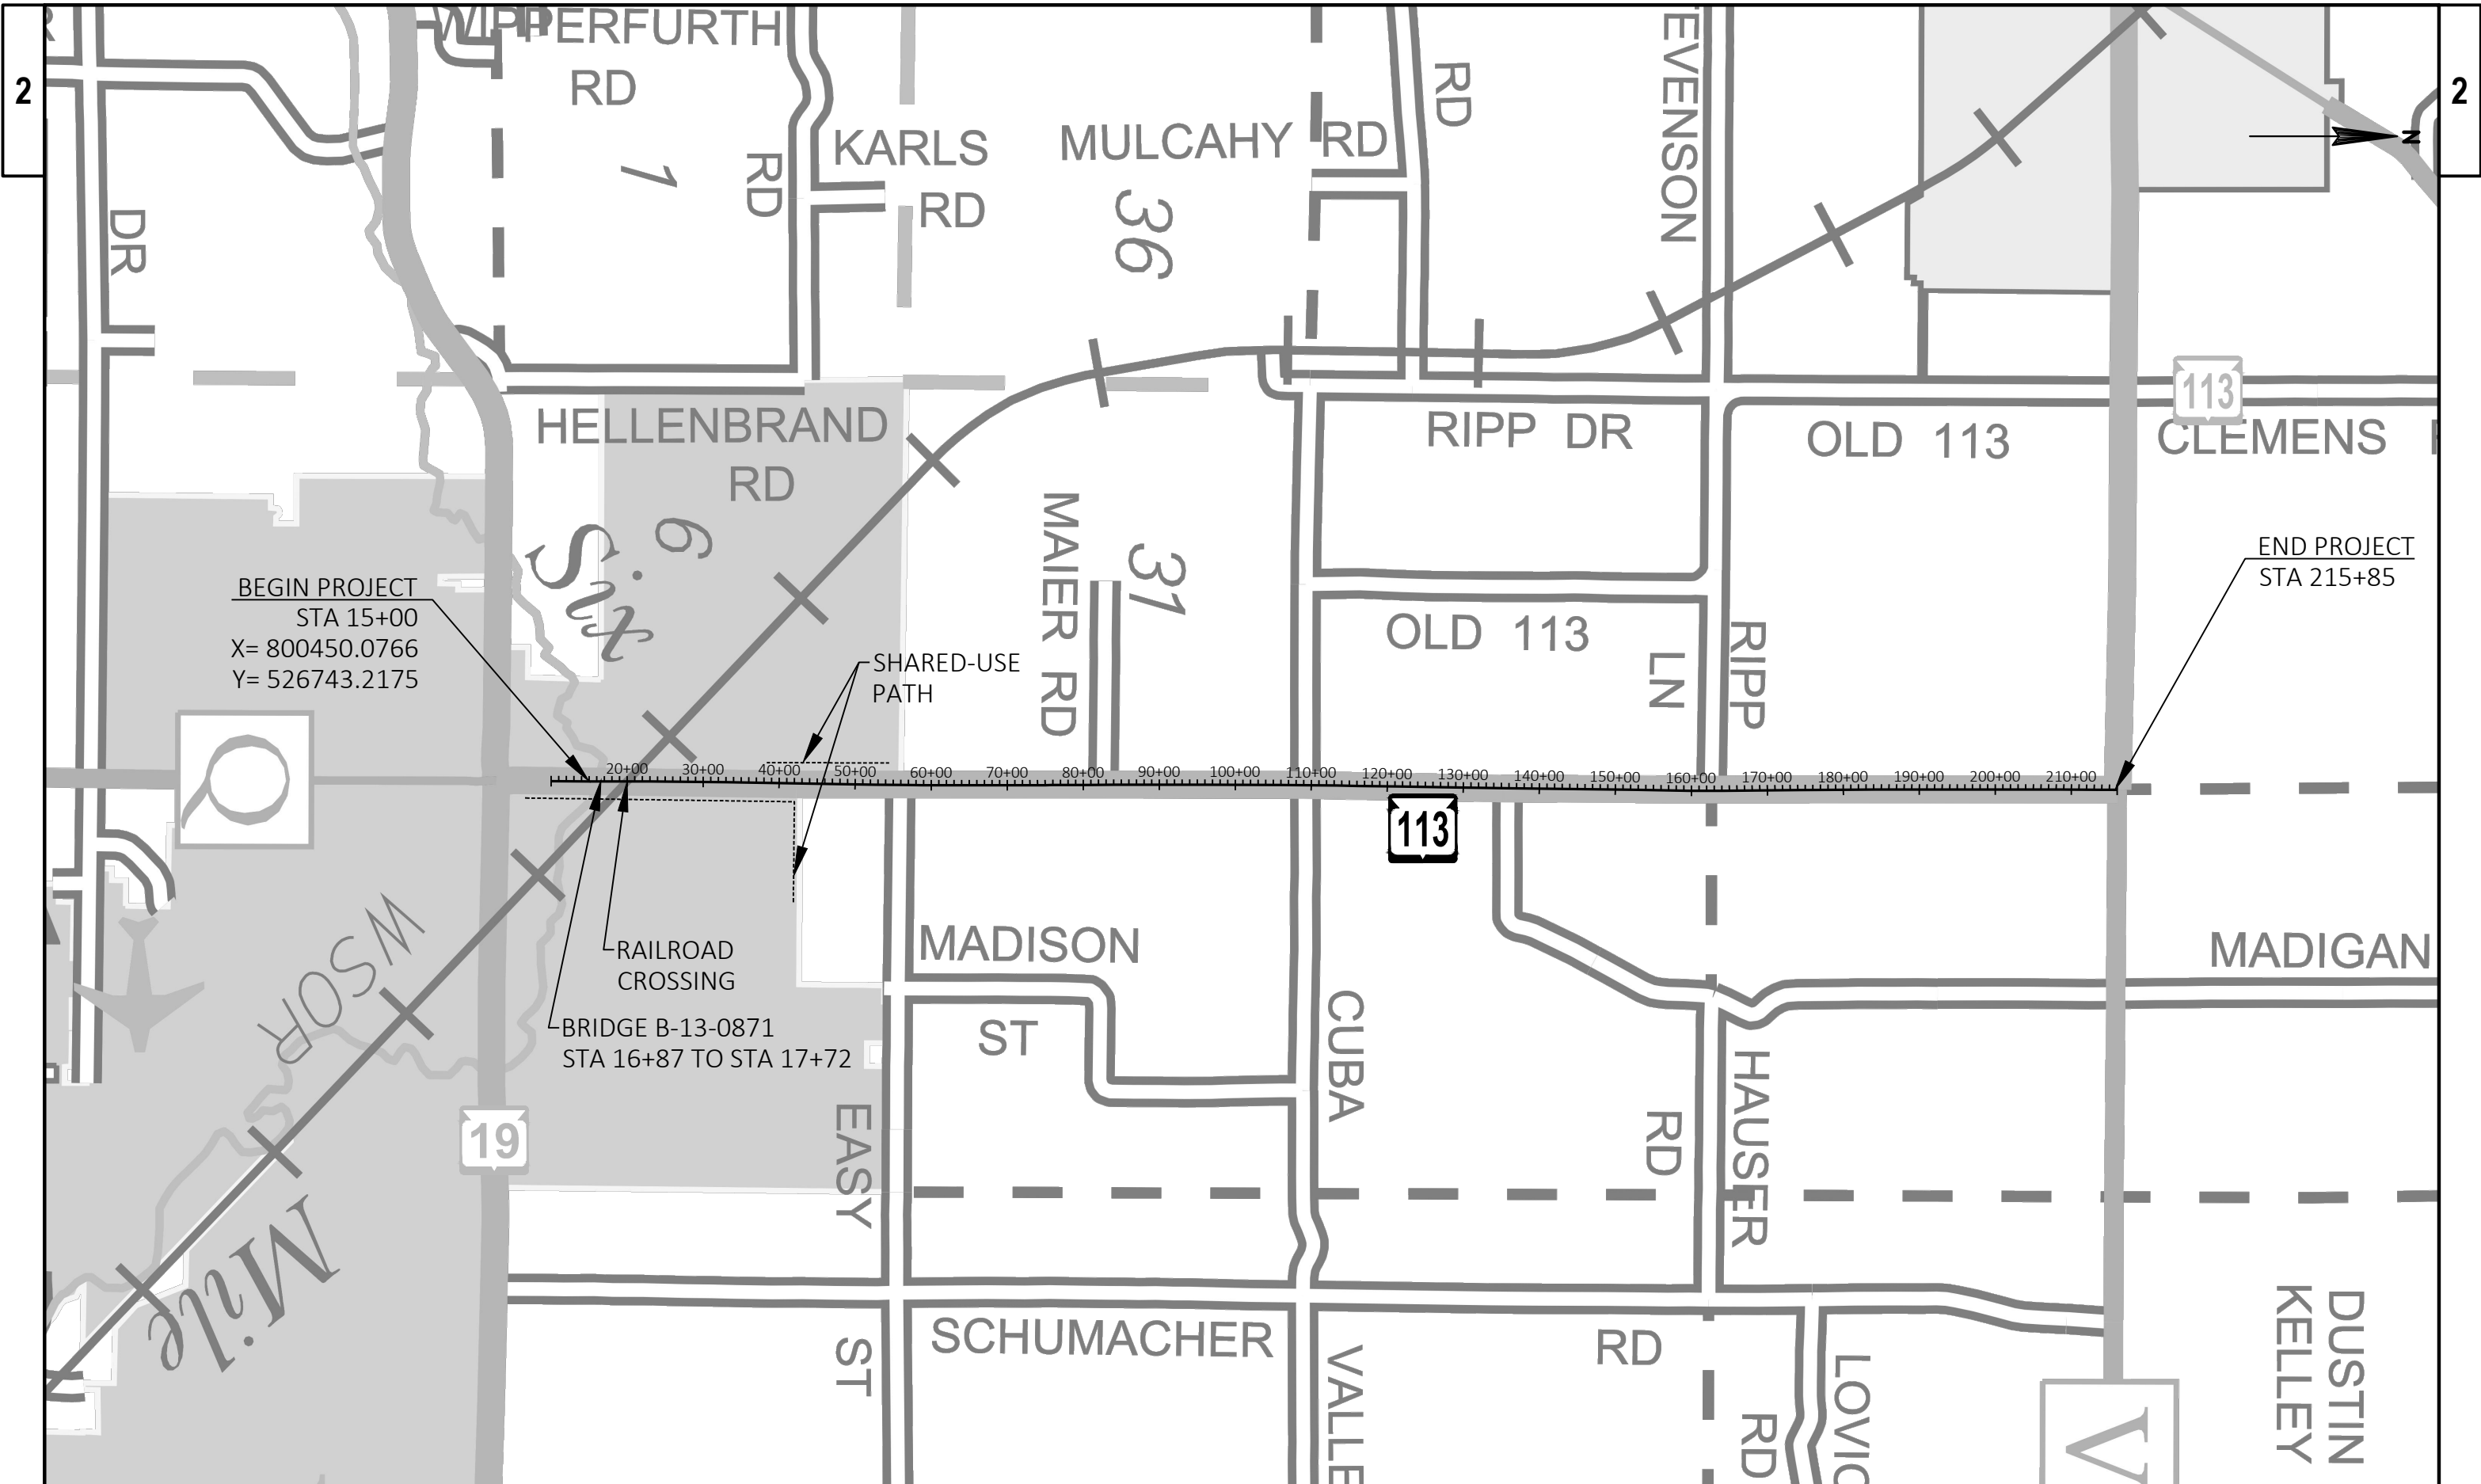 2
WIPPERFURTH
RD
1
RD
KARLS
RD
MULCAHY RD
36
RD
EVENSON
N
2
DR
HELLENBRAND
RD
6
RIPP DR
OLD 113
113
CLEMENS
Six
MAIER RD
31
OLD 113
LN
RIPP
END PROJECT
STA 215+85
BEGIN PROJECT
STA 15+00
X= 800450.0766
Y= 526743.2175
SHARED-USE
PATH
Q
20+00 30+00 40+00 50+00 60+00 70+00 80+00 90+00 100+00 110+00 120+00 130+00 140+00 150+00 160+00 170+00 180+00 190+00 200+00 210+00
113
WSOR
RAILROAD
CROSSING
BRIDGE B-13-0871
STA 16+87 TO STA 17+72
MADISON
ST
CUBA
MADIGAN
RD
HAUSER
19
EASY
ST
Mile
SCHUMACHER
RD
VALLE
RD
LOVIC
V
KELLEY
DUSTIN